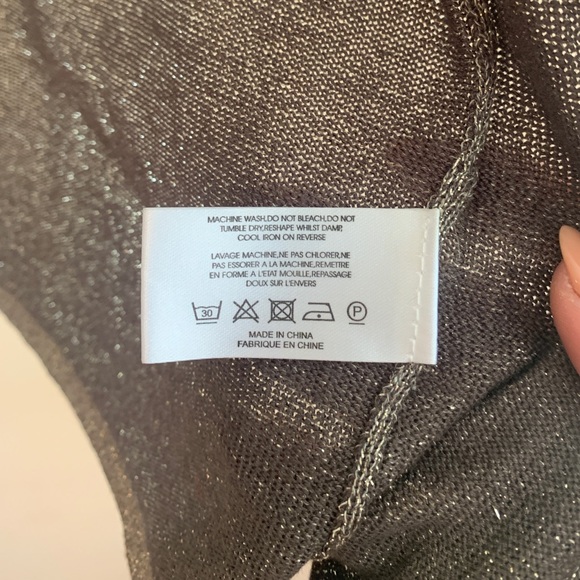 MACHINE WASH.DO NOT BLEACH.DO NOT
TUMBLE DRY.RESHAPE WHILST DAMP,
COOL IRON ON REVERSE
LAVAGE MACHINE,NE PAS CHLORER,NE
PAS ESSORER A LA MACHINE,REMETTRE
EN FORME A L'ETAT MOUILLE,REPASSAGE
DOUX SUR L'ENVERS
30 P
MADE IN CHINA
FABRIQUE EN CHINE